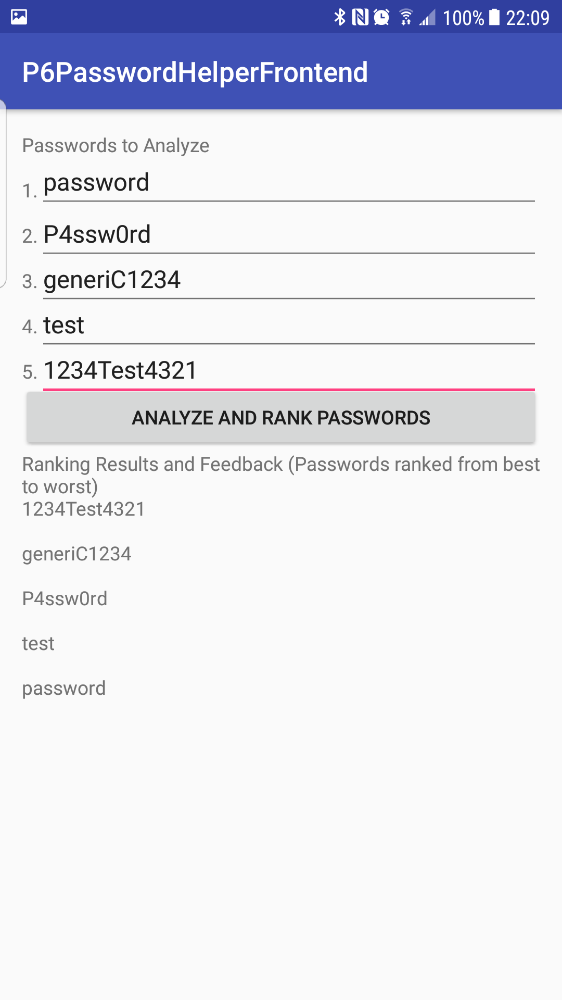 100% 22:09
P6PasswordHelperFrontend
Passwords to Analyze
1. password
2. P4ssw0rd
3. generiC1234
4. test
5. 1234Test4321
ANALYZE AND RANK PASSWORDS
Ranking Results and Feedback (Passwords ranked from best
to worst)
1234Test4321
generiC1234
P4ssw0rd
test
password